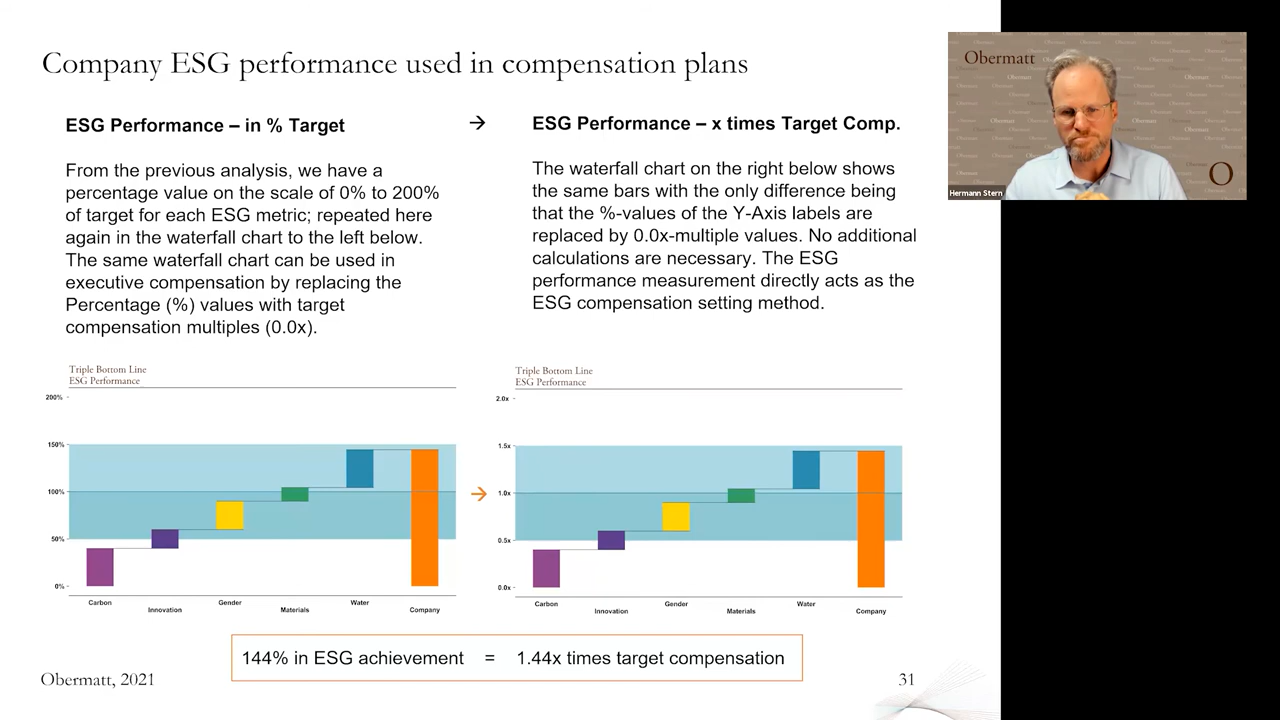 Company ESG performance used in compensation plans
ESG Performance – in % Target
→
ESG Performance – x times Target Comp.
From the previous analysis, we have a
percentage value on the scale of 0% to 200%
of target for each ESG metric; repeated here
again in the waterfall chart to the left below.
The same waterfall chart can be used in
executive compensation by replacing the
Percentage (%) values with target
compensation multiples (0.0x).
The waterfall chart on the right below shows
the same bars with the only difference being
that the %-values of the Y-Axis labels are
replaced by 0.0x-multiple values. No additional
calculations are necessary. The ESG
performance measurement directly acts as the
ESG compensation setting method.
Triple Bottom Line
ESG Performance
200%
150%
100%
50%
0%
Carbon
Innovation
Gender
Materials
Water
Company
→
Triple Bottom Line
ESG Performance
2.0x
1.5x
1.0x
0.5x
0.0x
Carbon
Innovation
Gender
Materials
Water
Company
144% in ESG achievement = 1.44x times target compensation
Obermatt, 2021
31
Obermatt
O
Hermann Stern